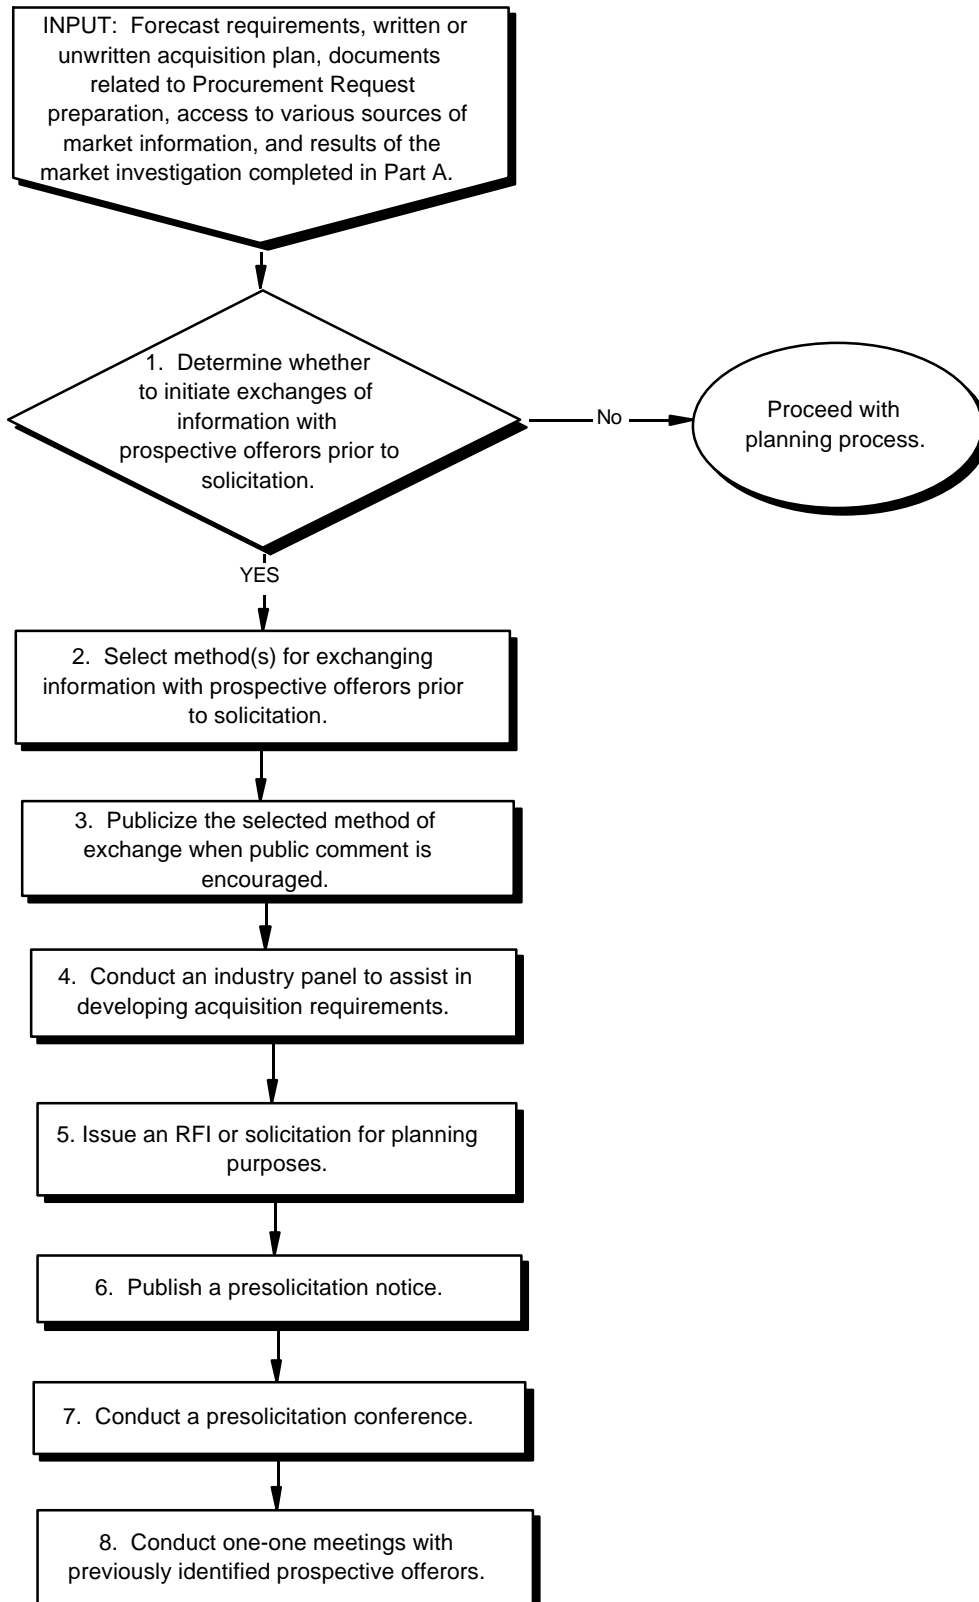 INPUT:  Forecast requirements, written or
unwritten acquisition plan, documents
related to Procurement Request
preparation, access to various sources of
market information, and results of the
market investigation completed in Part A.
1.  Determine whether
to initiate exchanges of
information with
prospective offerors prior to
solicitation.
No
Proceed with
planning process.
YES
2.  Select method(s) for exchanging
information with prospective offerors prior
to solicitation.
3.  Publicize the selected method of
exchange when public comment is
encouraged.
4.  Conduct an industry panel to assist in
developing acquisition requirements.
5. Issue an RFI or solicitation for planning
purposes.
6.  Publish a presolicitation notice.
7.  Conduct a presolicitation conference.
8.  Conduct one-one meetings with
previously identified prospective offerors.